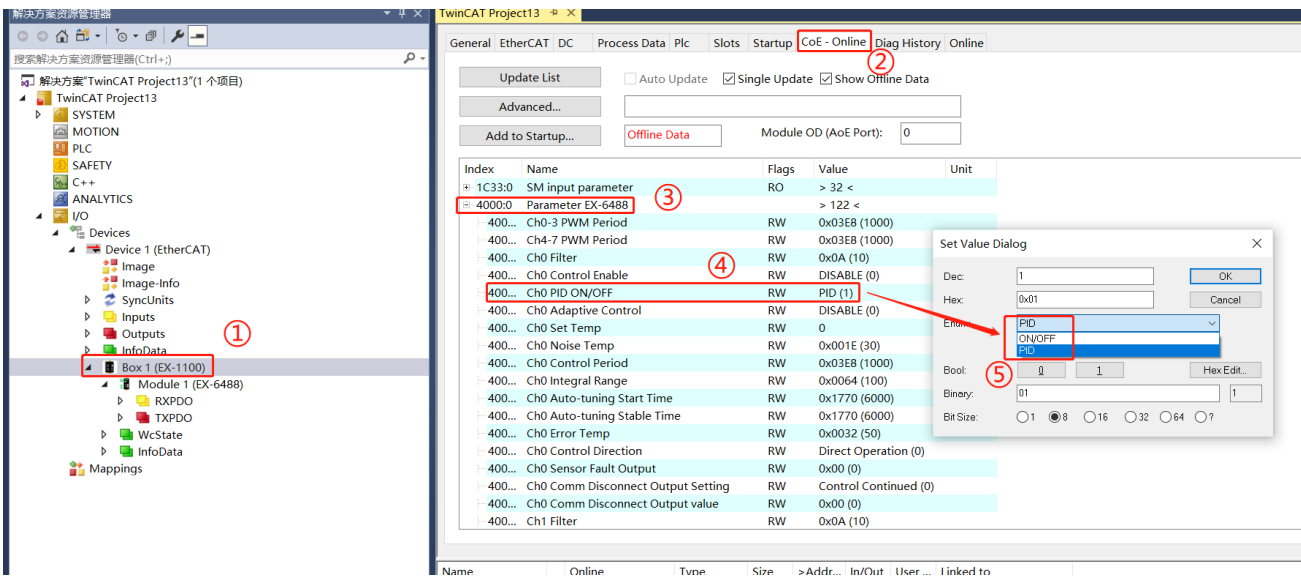 解决方案资源管理器
搜索解决方案资源管理器(Ctrl+;)
解决方案"TwinCAT Project13"(1 个项目)
TwinCAT Project13
SYSTEM
MOTION
PLC
SAFETY
C++
ANALYTICS
I/O
Devices
Device 1 (EtherCAT)
Image
Image-Info
SyncUnits
Inputs
Outputs
InfoData
①
Box 1 (EX-1100)
Module 1 (EX-6488)
RXPDO
TXPDO
WcState
InfoData
Mappings
TwinCAT Project13
General EtherCAT DC Process Data Plc Slots Startup CoE - Online Diag History Online
②
Update List Auto Update Single Update Show Offline Data
Advanced...
Add to Startup... Offline Data Module OD (AoE Port): 0
Index Name Flags Value Unit
1C33:0 SM input parameter RO > 32 <
③
4000:0 Parameter EX-6488 > 122 <
400... Ch0-3 PWM Period RW 0x03E8 (1000)
400... Ch4-7 PWM Period RW 0x03E8 (1000)
400... Ch0 Filter RW 0x0A (10)
④
400... Ch0 Control Enable RW DISABLE (0)
400... Ch0 PID ON/OFF RW PID (1)
400... Ch0 Adaptive Control RW DISABLE (0)
400... Ch0 Set Temp RW 0
400... Ch0 Noise Temp RW 0x001E (30)
400... Ch0 Control Period RW 0x03E8 (1000)
400... Ch0 Integral Range RW 0x0064 (100)
400... Ch0 Auto-tuning Start Time RW 0x1770 (6000)
400... Ch0 Auto-tuning Stable Time RW 0x1770 (6000)
400... Ch0 Error Temp RW 0x0032 (50)
400... Ch0 Control Direction RW Direct Operation (0)
400... Ch0 Sensor Fault Output RW 0x00 (0)
400... Ch0 Comm Disconnect Output Setting RW Control Continued (0)
400... Ch0 Comm Disconnect Output value RW 0x00 (0)
400... Ch1 Filter RW 0x0A (10)
Set Value Dialog
Dec: 1 OK
Hex: 0x01 Cancel
Enum: PID
ON/OFF
PID
⑤
Bool: 0 1 Hex Edit...
Binary: 01 1
Bit Size: 1 8 16 32 64 ?
Name Online Type Size >Addr... In/Out User ... Linked to